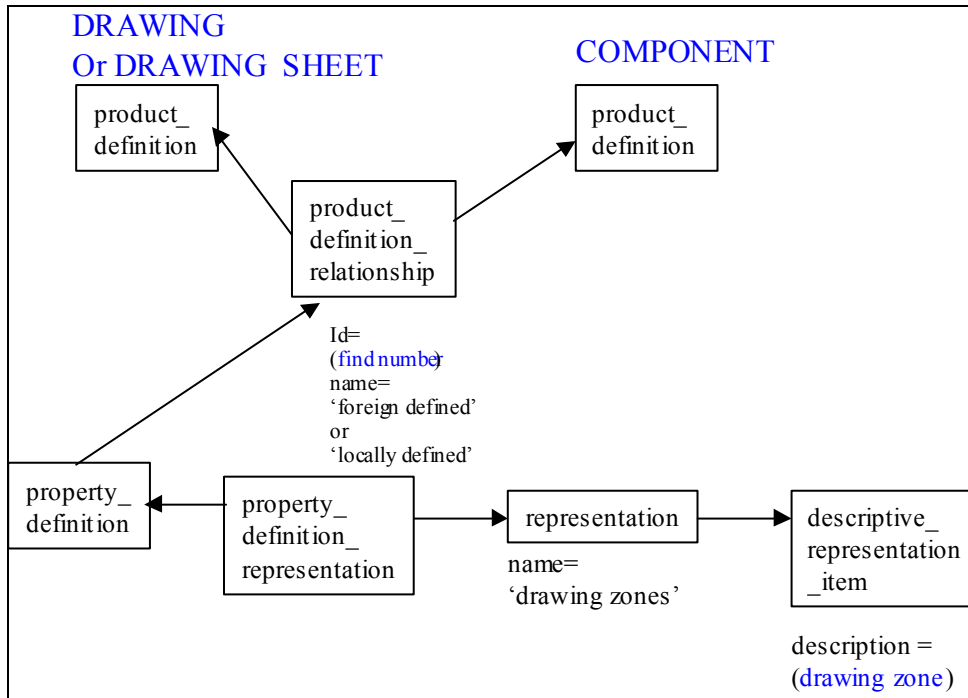 DRAWING
Or DRAWING SHEET
COMPONENT
product_
definition
product_
definition
product_
definition_
relationship
Id=
(find number)
name=
‘foreign defined’
or
‘locally defined’
property_
definition
property_
definition_
representation
representation
name=
‘drawing zones’
descriptive_
representation
_item
description =
(drawing zone)